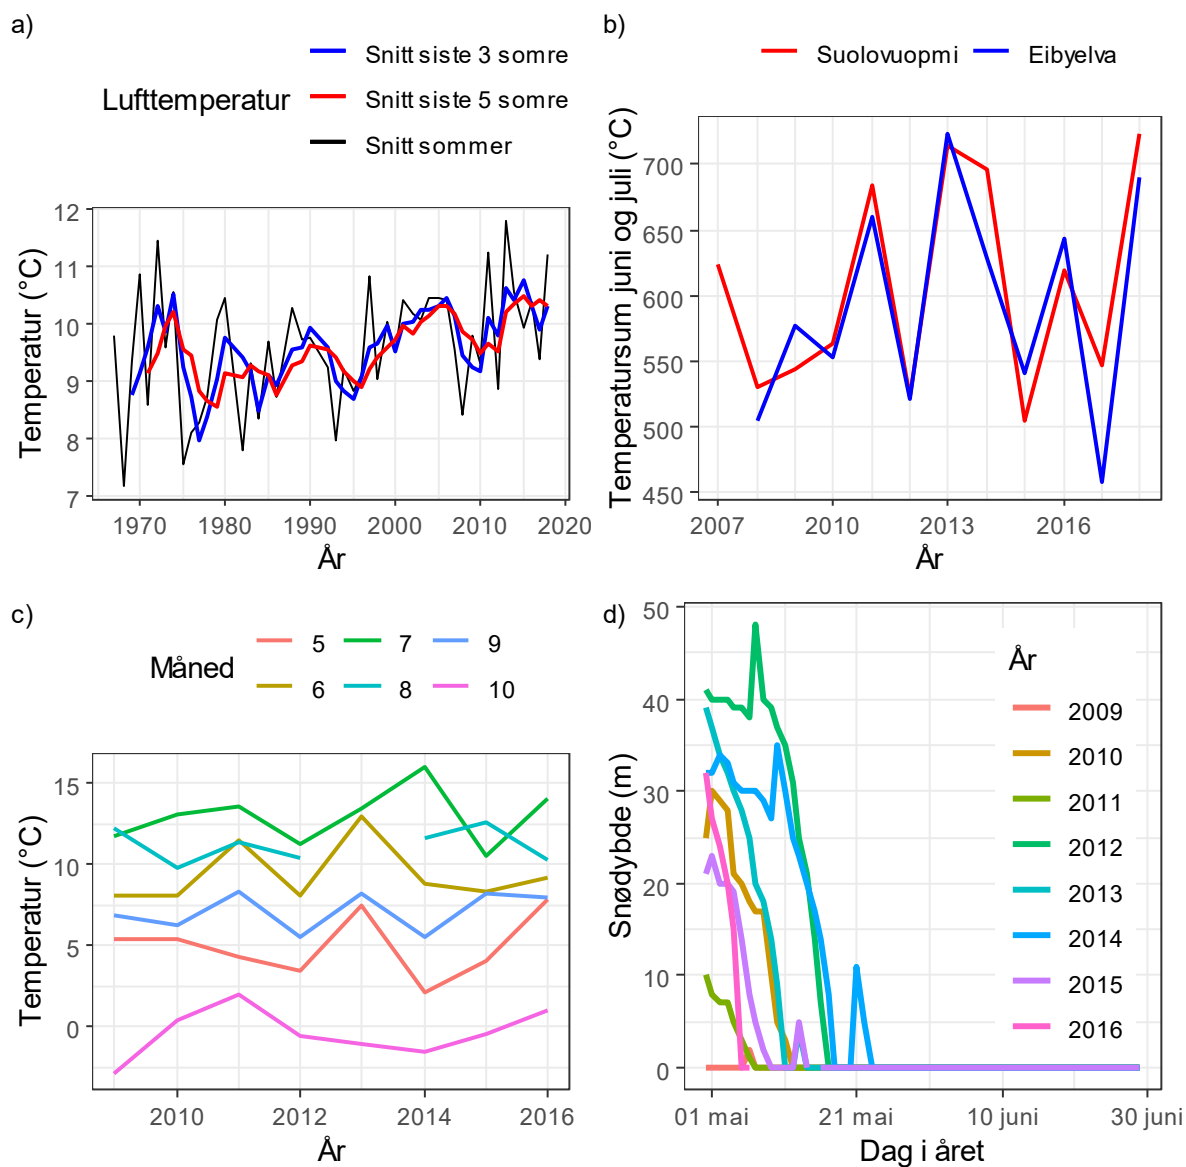 a)
Lufttemperatur
Snitt siste 3 somre
Snitt siste 5 somre
Snitt sommer
Temperatur (°C)
12
11
10
9
8
7
1970 1980 1990 2000 2010 2020
År
b)
Suolovuopmi Eibyelva
Temperatursum juni og juli (°C)
700
650
600
550
500
450
2007 2010 2013 2016
År
c)
Måned
5 7 9
6 8 10
Temperatur (°C)
15
10
5
0
2010 2012 2014 2016
År
d)
Snødybde (m)
50
40
30
20
10
0
År
2009
2010
2011
2012
2013
2014
2015
2016
01 mai 21 mai 10 juni 30 juni
Dag i året